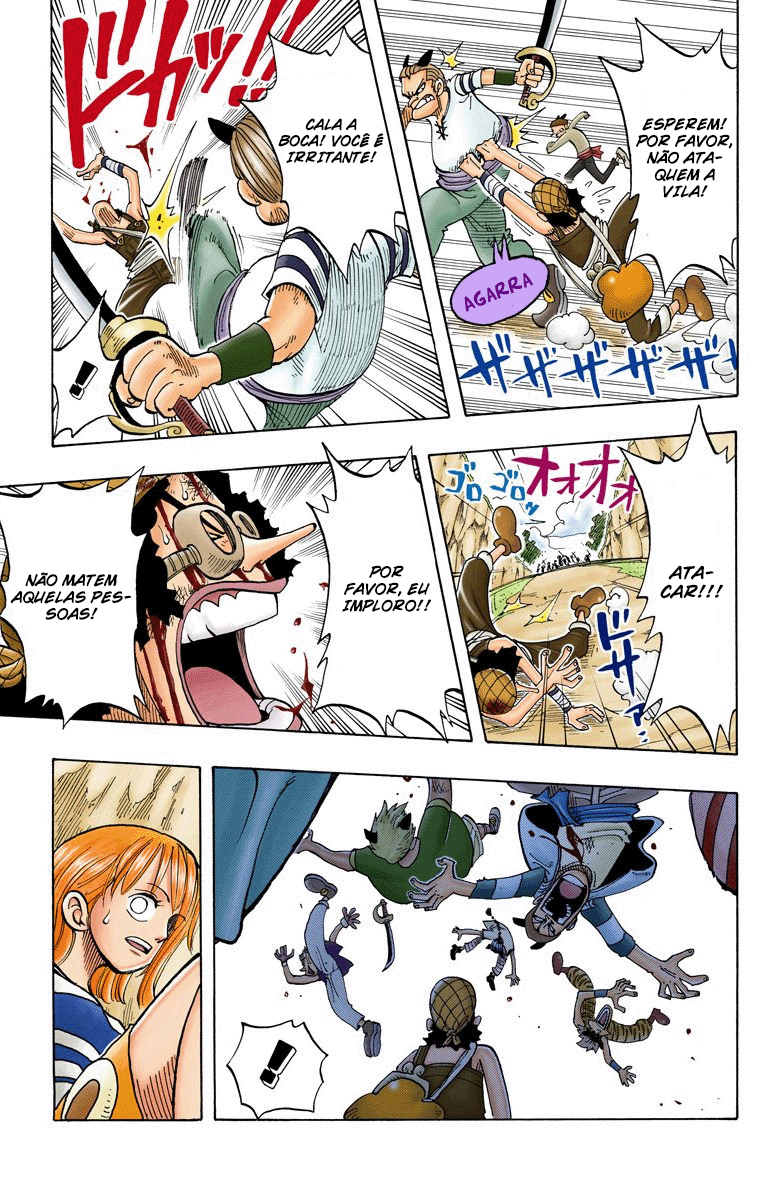 ESPEREM!
POR FAVOR,
NÃO ATA-
QUEM A
VILA!
AGARRA
ザザザザザザ
ドカッ!!
CALA A
BOCA! VOCÊ É
IRRITANTE!
!
ATA-
CAR!!!
オオオオ
ゴロゴロッ
ドサァ
POR
FAVOR, EU
IMPLORO!!
NÃO MATEM
AQUELAS PES-
SOAS!
!